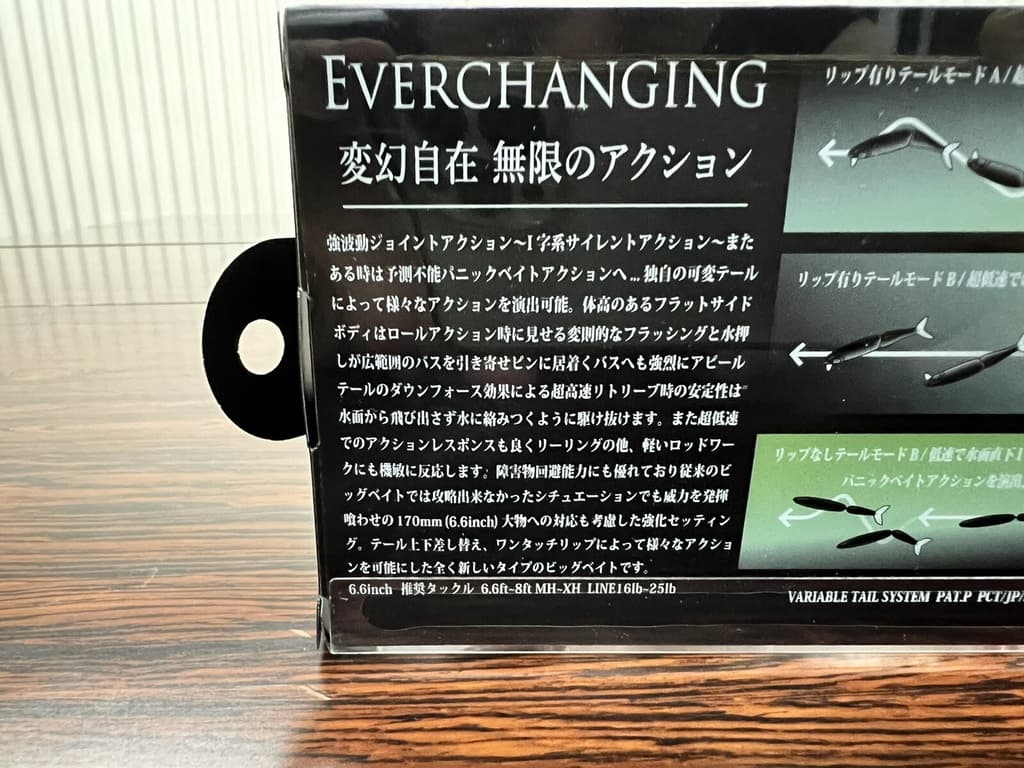 EVERCHANGING
変幻自在 無限のアクション
強波動ジョイントアクション～I字系サイレントアクション～また
ある時は予測不能パニックベイトアクションへ...独自の可変テール
によって様々なアクションを演出可能。体高のあるフラットサイド
ボディはロールアクション時に見せる変則的なフラッシングと水押
しが広範囲のバスを引き寄せピンに居着くバスへも強烈にアピール
テールのダウンフォース効果による超高速リトリーブ時の安定性は
水面から飛び出さず水に絡みつくように駆け抜けます。また超低速
でのアクションレスポンスも良くリーリングの他、軽いロッドワー
クにも機敏に反応します。障害物回避能力にも優れており従来のビ
ッグベイトでは攻略出来なかったシチュエーションでも威力を発揮
喰わせの170mm (6.6inch) 大物への対応も考慮した強化セッティン
グ。テール上下差し替え、ワンタッチリップによって様々なアクショ
ンを可能にした全く新しいタイプのビッグベイトです。
6.6inch 推奨タックル 6.6ft~8ft MH~XH LINE16lb~25lb
リップ有りテールモードA/超
リップ有りテールモードB/超低速で
リップなしテールモードB/低速で水面直下I
パニックベイトアクションを演出
VARIABLE TAIL SYSTEM PAT.P PCT/JP/